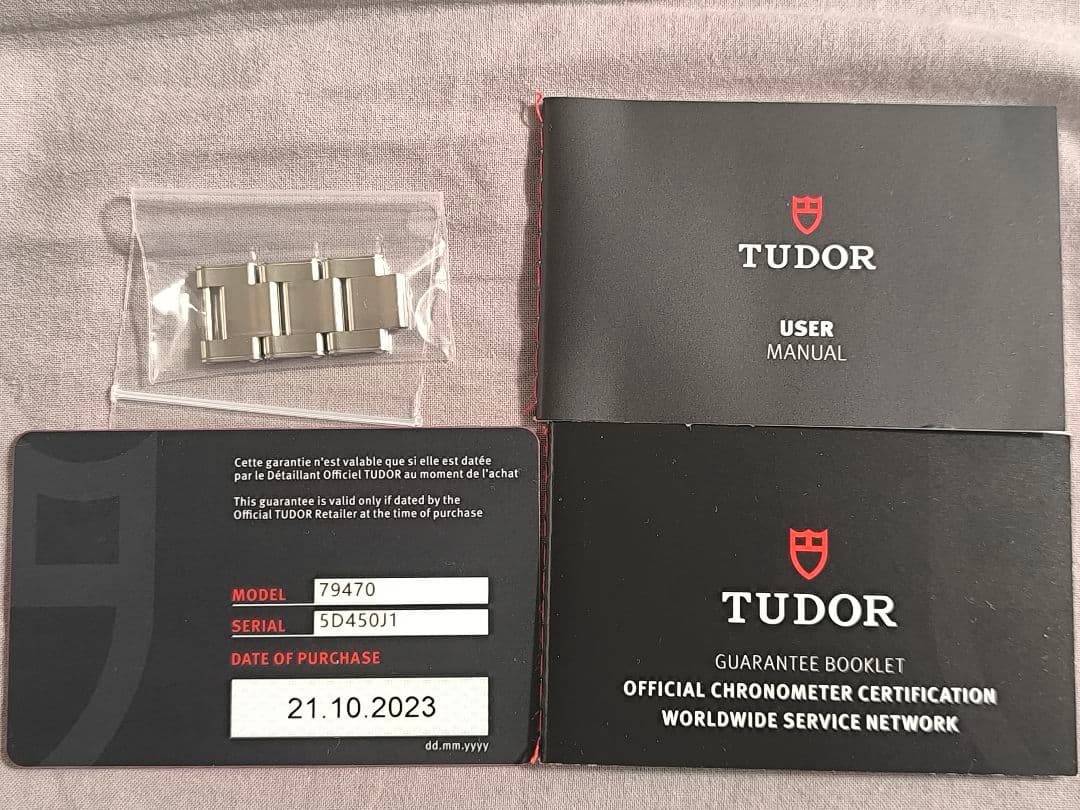 TUDOR
USER
MANUAL
Cette garantie n'est valable que si elle est datée
par le Détaillant Officiel TUDOR au moment de l'achat
This guarantee is valid only if dated by the
Official TUDOR Retailer at the time of purchase
MODEL 79470
SERIAL 5D450J1
DATE OF PURCHASE
21.10.2023
dd.mm.yyyy
TUDOR
GUARANTEE BOOKLET
OFFICIAL CHRONOMETER CERTIFICATION
WORLDWIDE SERVICE NETWORK